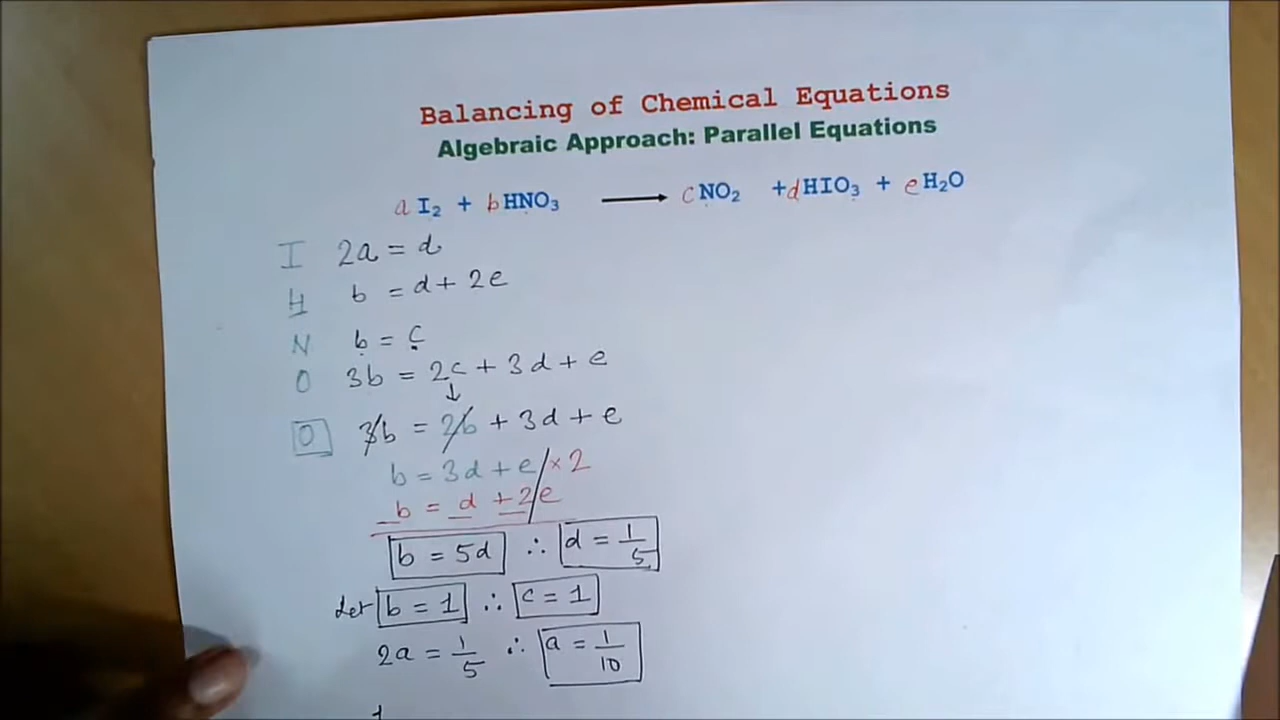 Balancing of Chemical Equations
Algebraic Approach: Parallel Equations
a I₂ + b HNO₃ ⟶ c NO₂ + d HIO₃ + e H₂O
I 2a = d
H b = d + 2e
N b = c
O 3b = 2c + 3d + e
↓
O 3b = 2b + 3d + e
b = 3d + e / × 2
b = d + 2e
b = 5d ∴ d = 1/5
Let b = 1 ∴ c = 1
2a = 1/5 ∴ a = 1/10